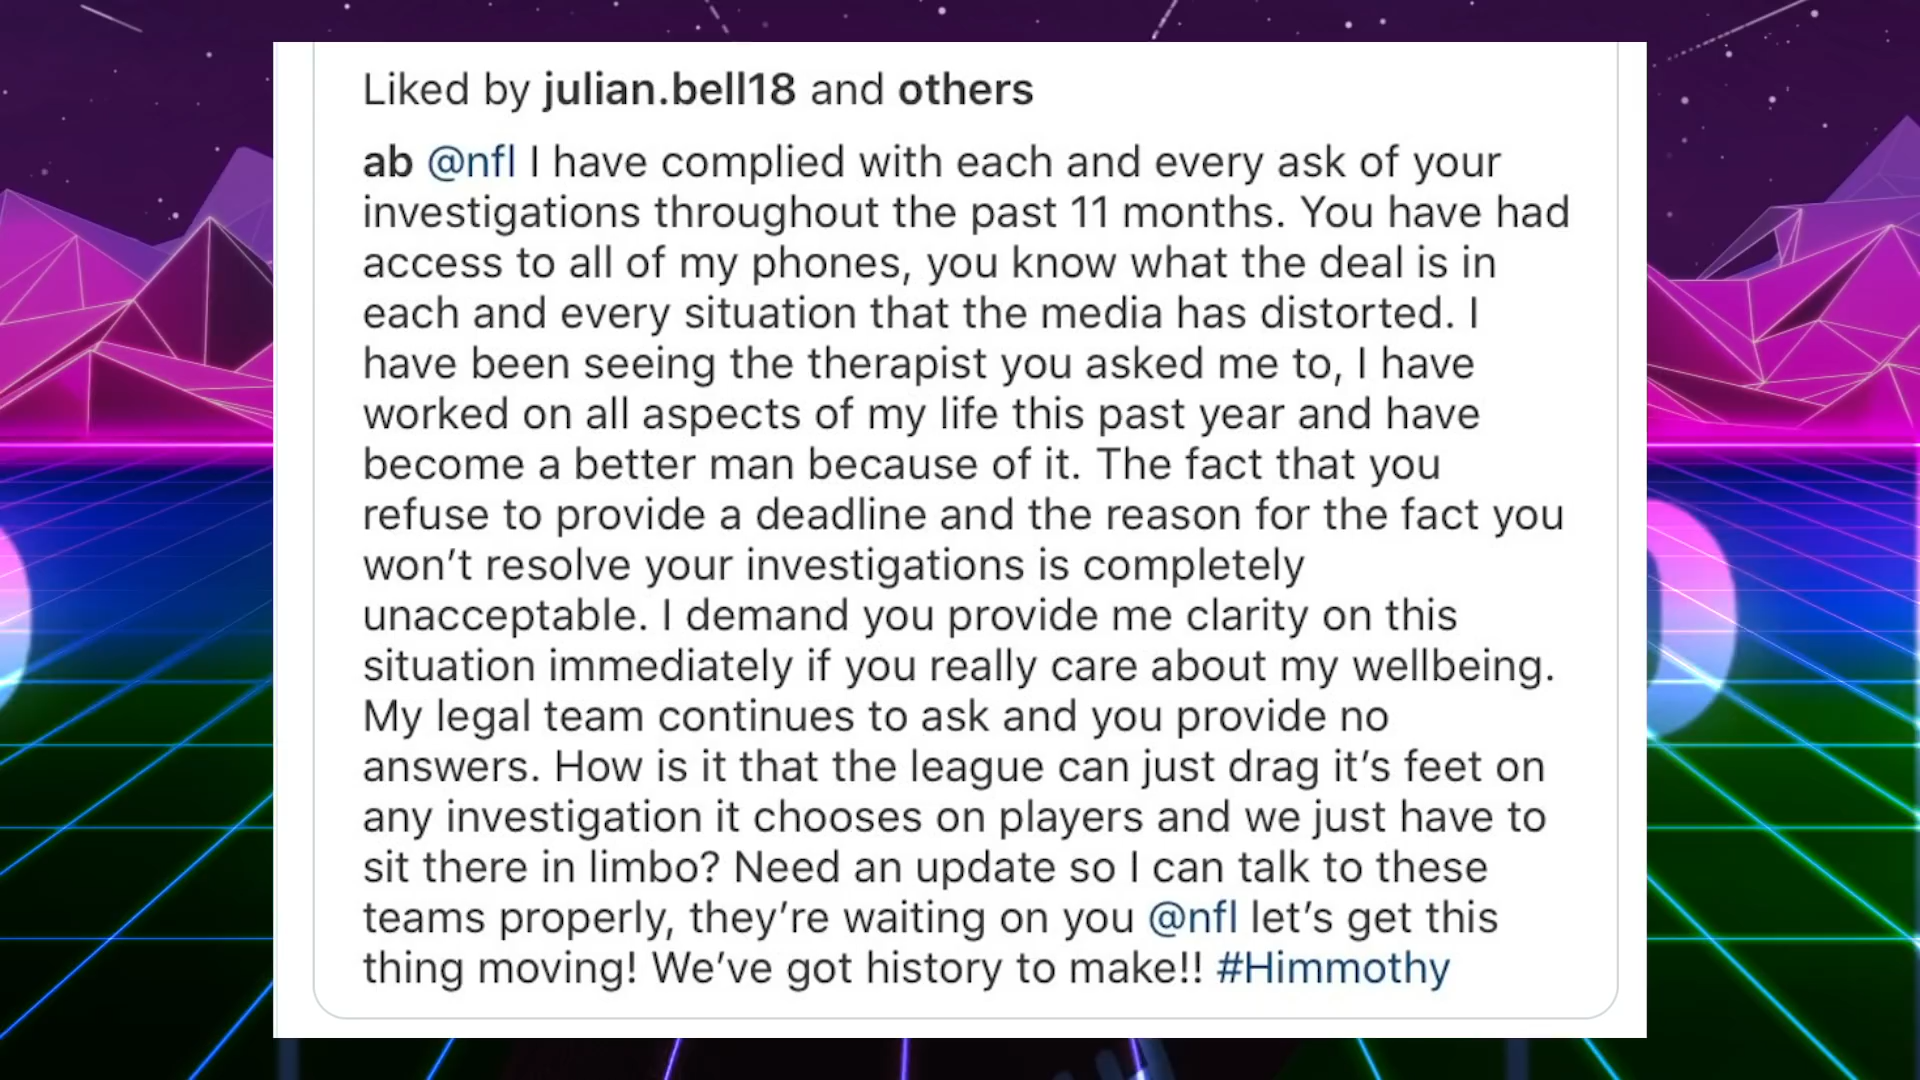 Liked by julian.bell18 and others
ab @nfl I have complied with each and every ask of your
investigations throughout the past 11 months. You have had
access to all of my phones, you know what the deal is in
each and every situation that the media has distorted. I
have been seeing the therapist you asked me to, I have
worked on all aspects of my life this past year and have
become a better man because of it. The fact that you
refuse to provide a deadline and the reason for the fact you
won’t resolve your investigations is completely
unacceptable. I demand you provide me clarity on this
situation immediately if you really care about my wellbeing.
My legal team continues to ask and you provide no
answers. How is it that the league can just drag it’s feet on
any investigation it chooses on players and we just have to
sit there in limbo? Need an update so I can talk to these
teams properly, they’re waiting on you @nfl let’s get this
thing moving! We’ve got history to make!! #Himmothy